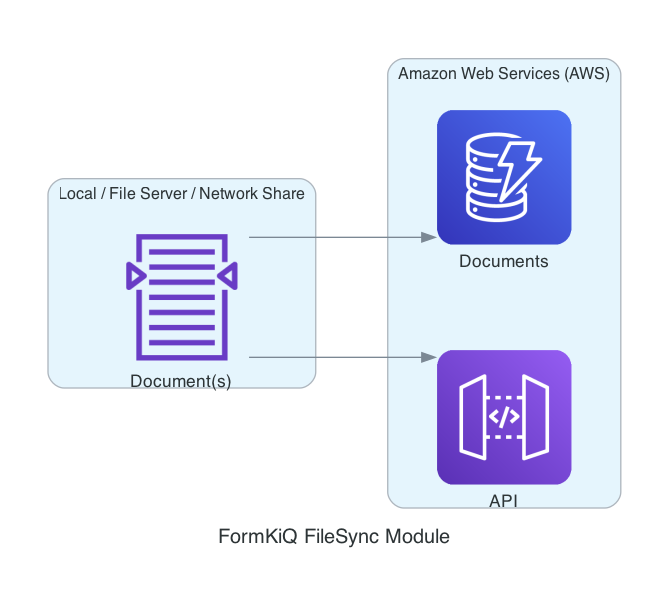 Amazon Web Services (AWS)
Documents
Local / File Server / Network Share
Document(s)
</>
API
FormKiQ FileSync Module